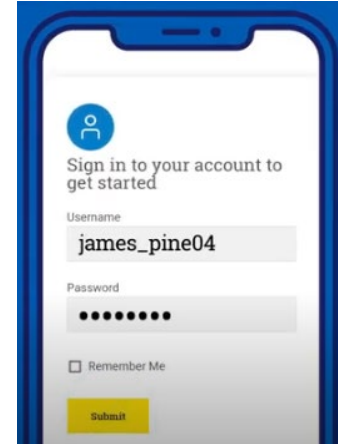 Sign in to your account to
get started
Username
james_pine04
Password
●●●●●●●●
Remember Me
Submit